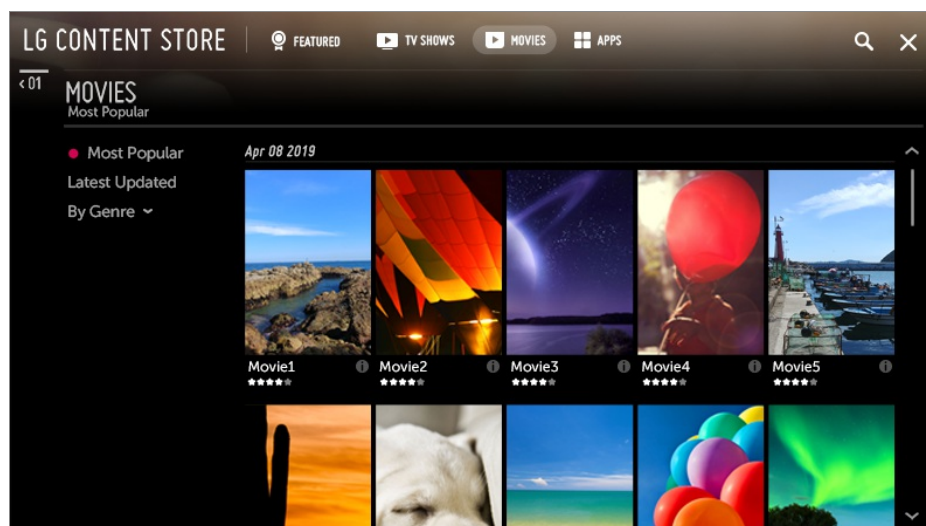 LG CONTENT STORE FEATURED TV SHOWS MOVIES APPS
< 01
MOVIES
Most Popular
Most Popular
Latest Updated
By Genre
Apr 08 2019
Movie1 Movie2 Movie3 Movie4 Movie5